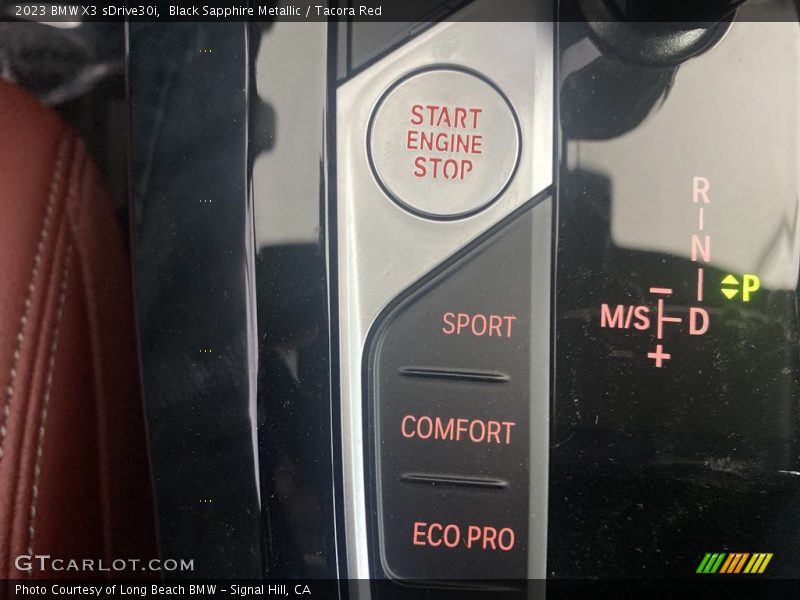 2023 BMW X3 sDrive30i,  Black Sapphire Metallic / Tacora Red
START
ENGINE
STOP
R
N
P
M/S
D
−
+
SPORT
COMFORT
ECO PRO
GTCARLOT.COM
Photo Courtesy of Long Beach BMW – Signal Hill, CA